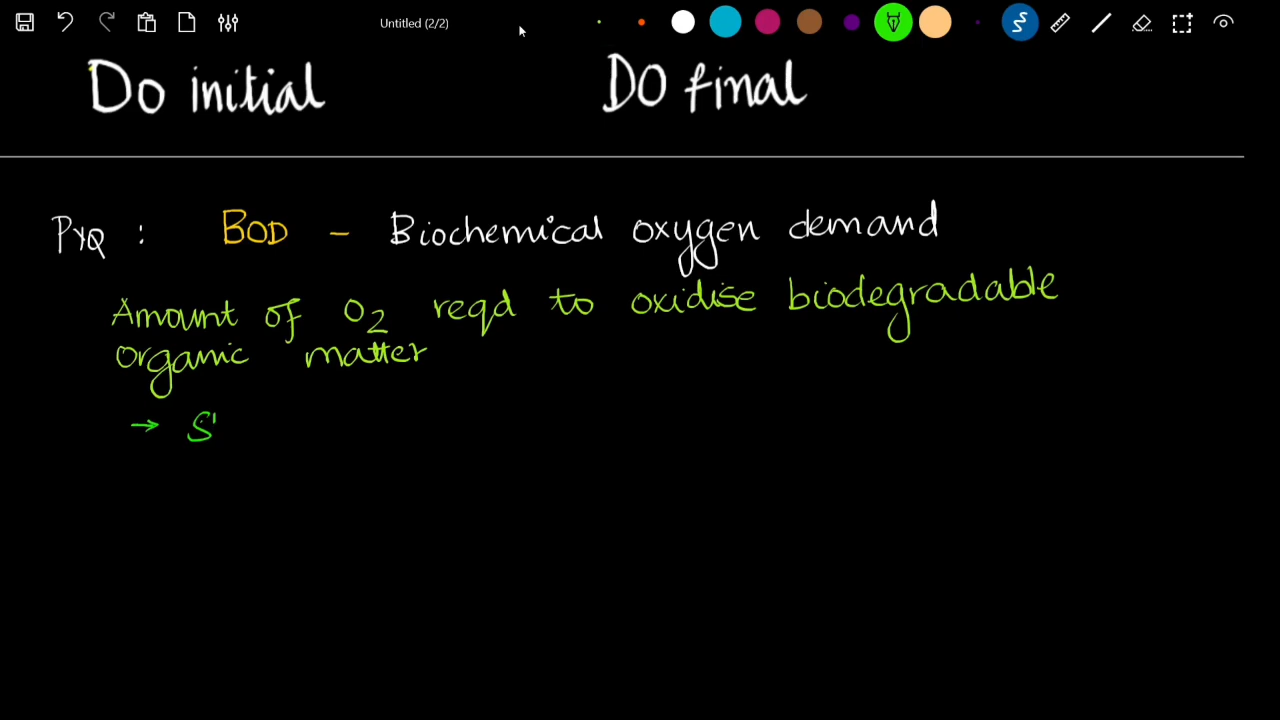 Untitled (2/2)
Do initial DO final
PYQ : BOD - Biochemical oxygen demand
Amount of O2 reqd to oxidise biodegradable
organic matter
→ S'